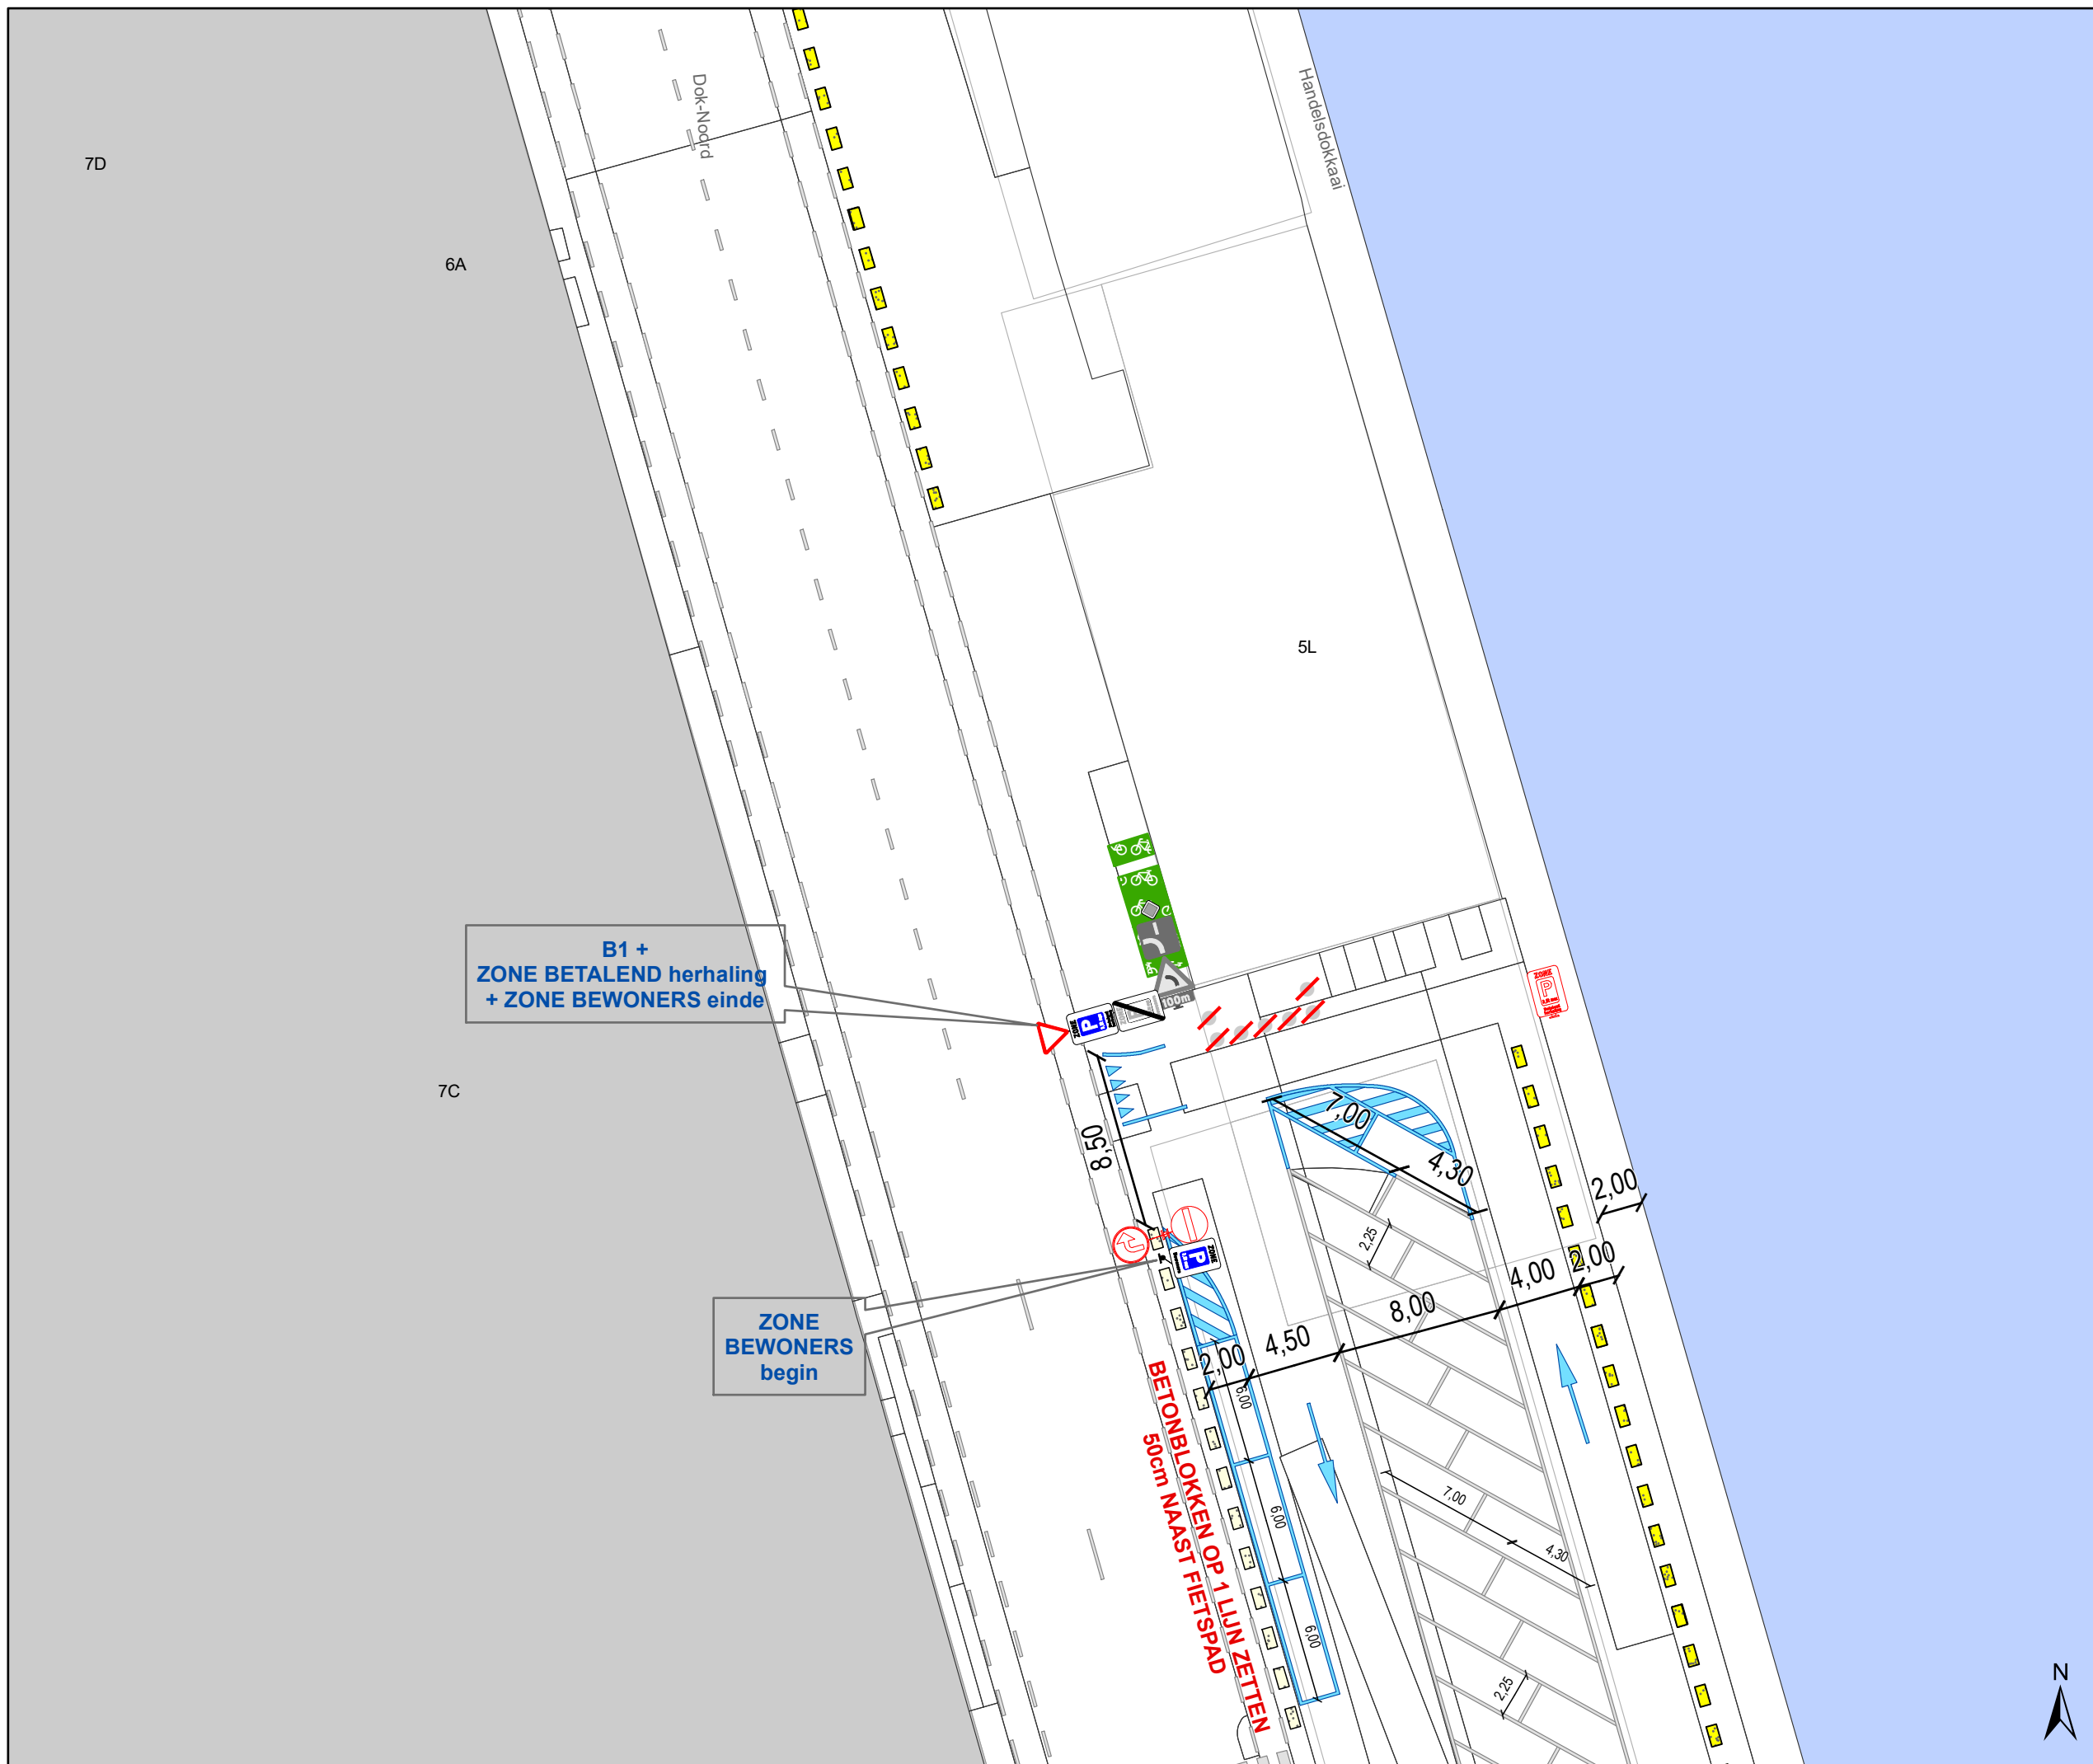 Dok-Noord
Handelsdokkaai
7D
6A
5L
7C
B1 +
ZONE BETALEND herhaling
+ ZONE BEWONERS einde
ZONE
P
100m
ZONE
P
8,50
7,00
4,30
2,00
2,25
2,00
4,00
8,00
4,50
2,00
ZONE
P
ZONE
BEWONERS
begin
6,00
6,00
6,00
7,00
4,30
2,25
BETONBLOKKEN OP 1 LIJN ZETTEN
50cm NAAST FIETSPAD
N